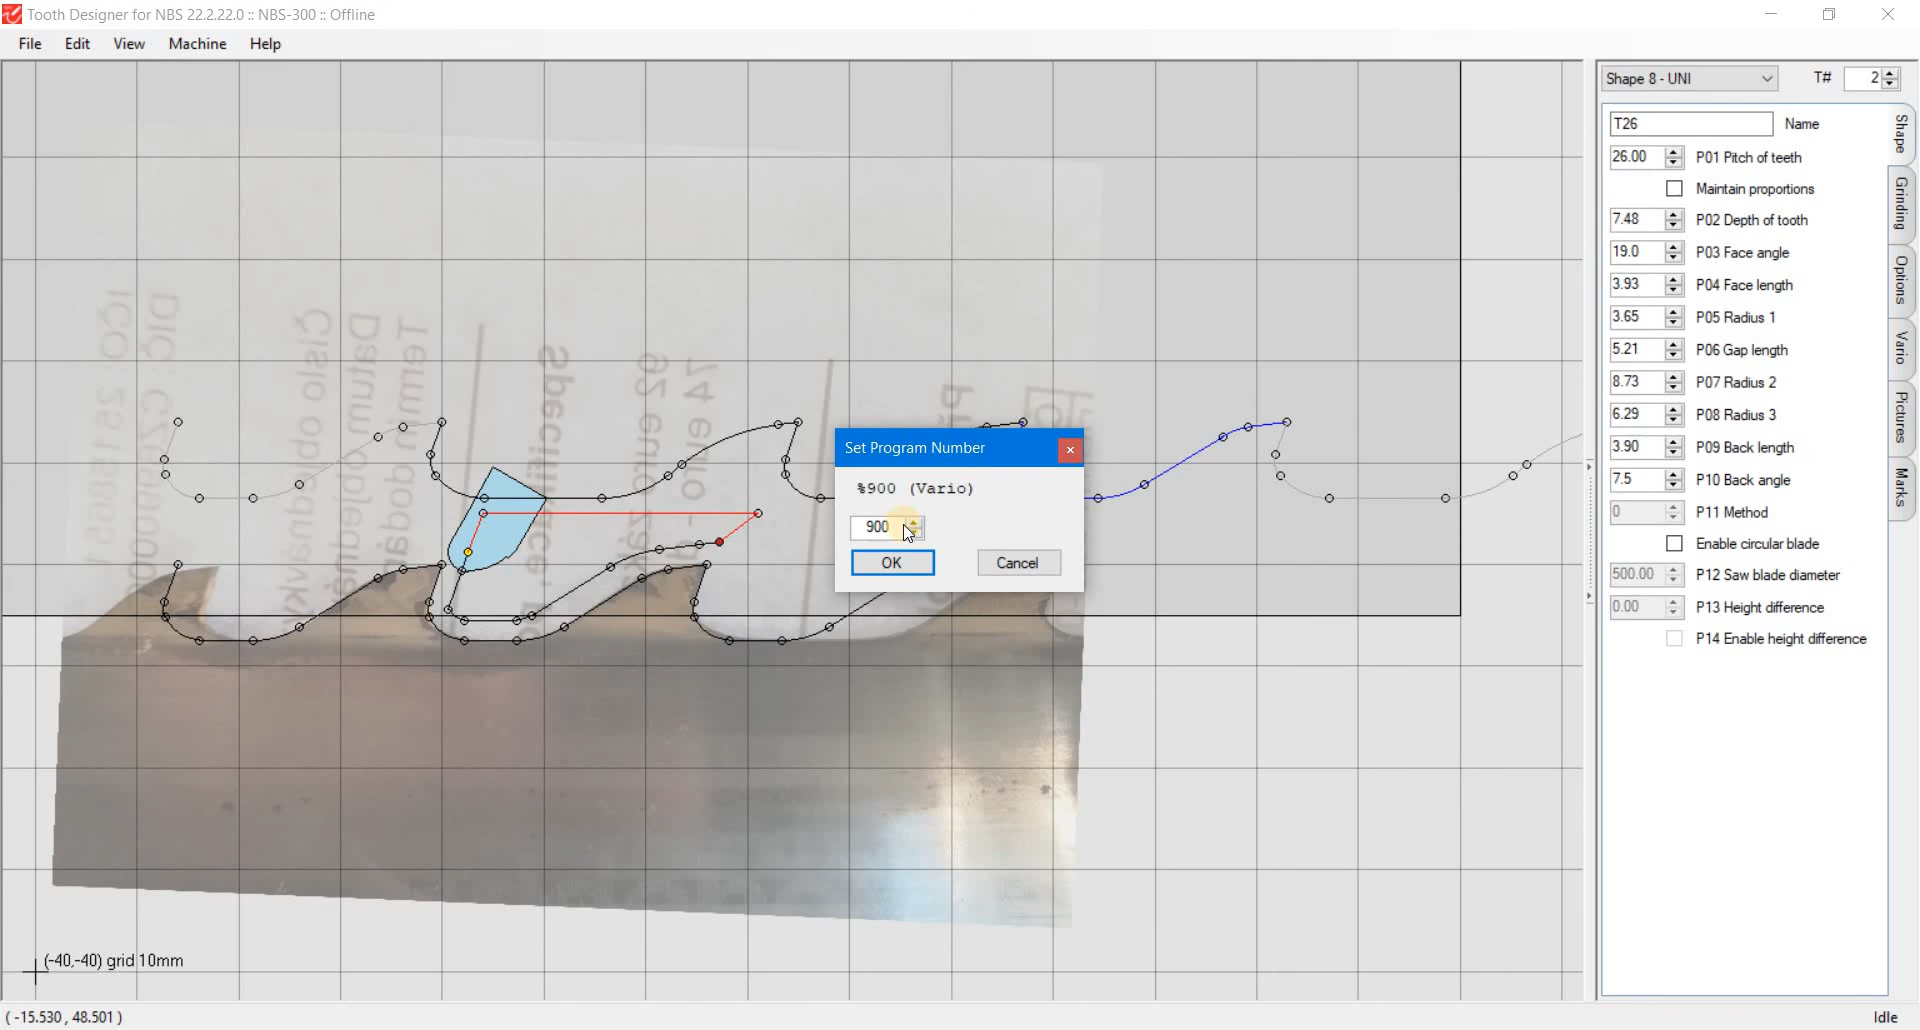 Tooth Designer for NBS 22.2.22.0 :: NBS-300 :: Offline
File Edit View Machine Help
Shape 8 - UNI T# 2
T26 Name
26.00 P01 Pitch of teeth
Maintain proportions
7.48 P02 Depth of tooth
19.0 P03 Face angle
3.93 P04 Face length
3.65 P05 Radius 1
5.21 P06 Gap length
8.73 P07 Radius 2
6.29 P08 Radius 3
3.90 P09 Back length
7.5 P10 Back angle
0 P11 Method
Enable circular blade
500.00 P12 Saw blade diameter
0.00 P13 Height difference
P14 Enable height difference
Shape
Grinding
Options
Vario
Pictures
Marks
Set Program Number
%900 (Vario)
900
OK Cancel
(-40,-40) grid 10mm
( -15.530 , 48.501 )
Idle